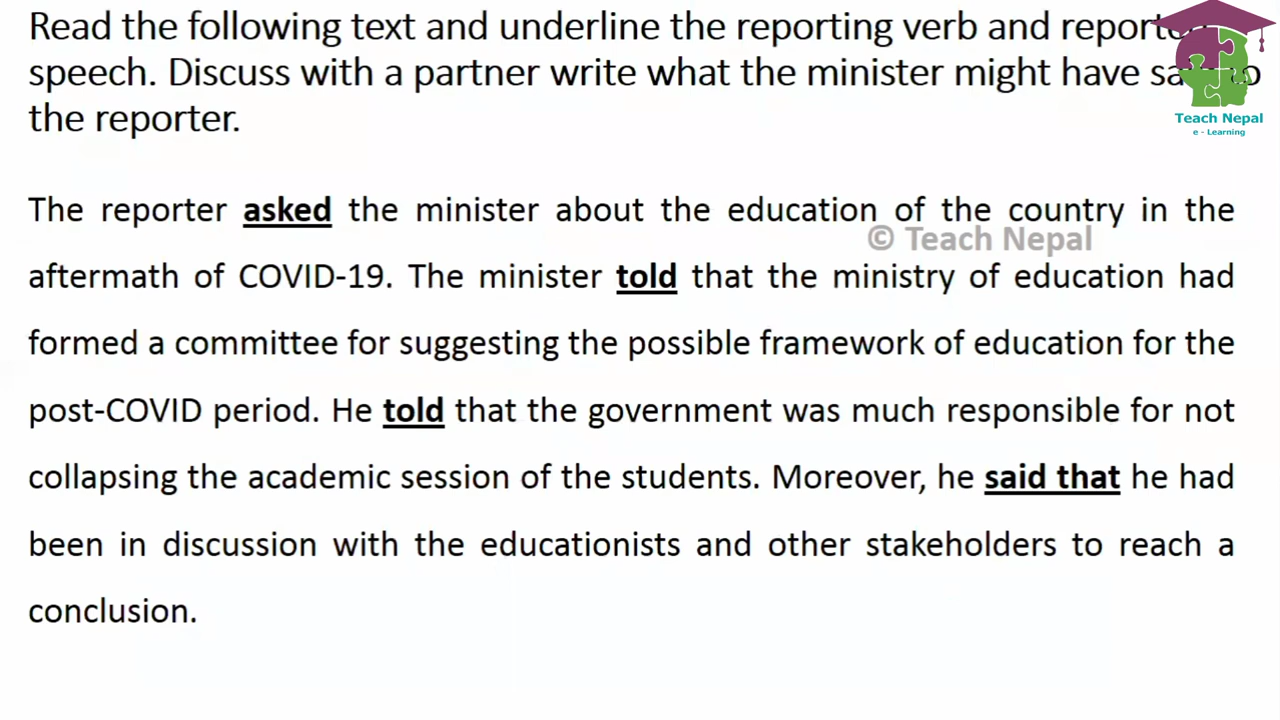 Read the following text and underline the reporting verb and reported
speech. Discuss with a partner write what the minister might have said to
the reporter.
Teach Nepal
e - Learning
The reporter asked the minister about the education of the country in the
© Teach Nepal
aftermath of COVID-19. The minister told that the ministry of education had
formed a committee for suggesting the possible framework of education for the
post-COVID period. He told that the government was much responsible for not
collapsing the academic session of the students. Moreover, he said that he had
been in discussion with the educationists and other stakeholders to reach a
conclusion.